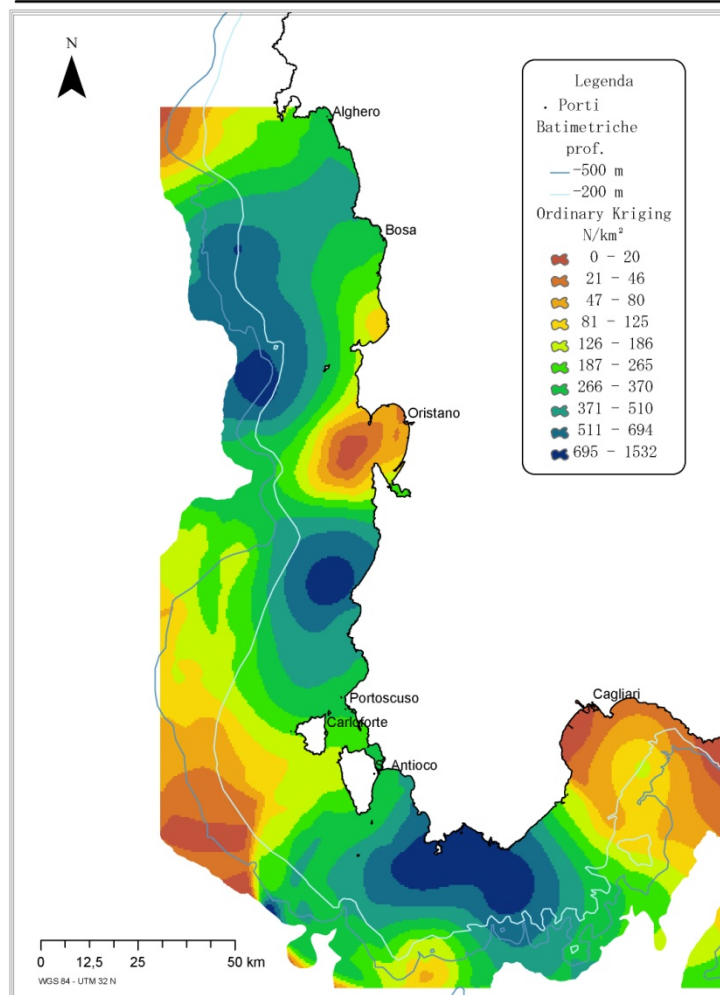 N
Alghero
Bosa
Oristano
Portoscuso
Carloforte
S. Antioco
Cagliari
Legenda
Porti
Batimetriche
prof.
-500 m
-200 m
Ordinary Kriging
N/km²
0 - 20
21 - 46
47 - 80
81 - 125
126 - 186
187 - 265
266 - 370
371 - 510
511 - 694
695 - 1532
0 12,5 25 50 km
WGS 84 - UTM 32 N